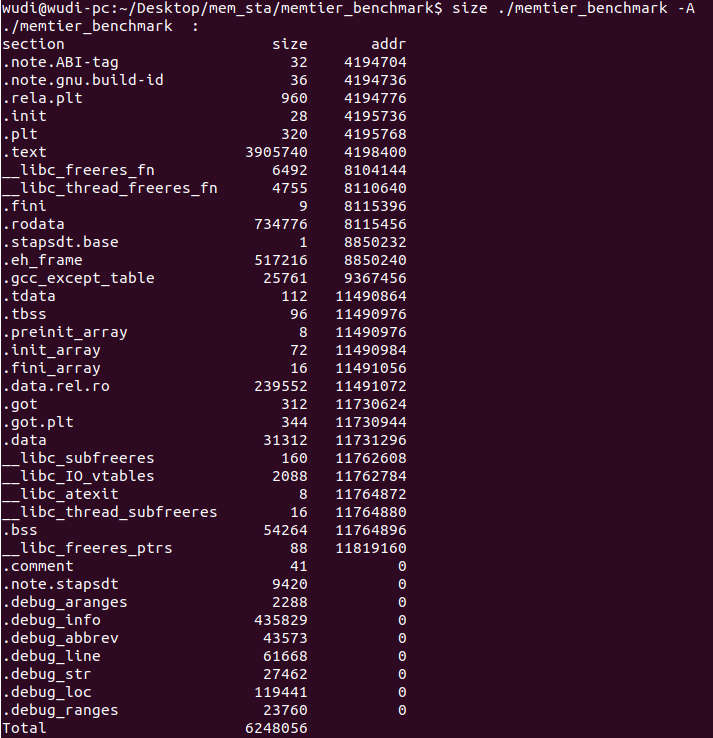 wudi@wudi-pc:~/Desktop/mem_sta/memtier_benchmark$ size ./memtier_benchmark -A
./memtier_benchmark  :
section                      size       addr
.note.ABI-tag                  32    4194704
.note.gnu.build-id             36    4194736
.rela.plt                     960    4194776
.init                          28    4195736
.plt                          320    4195768
.text                     3905740    4198400
__libc_freeres_fn            6492    8104144
__libc_thread_freeres_fn     4755    8110640
.fini                           9    8115396
.rodata                    734776    8115456
.stapsdt.base                   1    8850232
.eh_frame                  517216    8850240
.gcc_except_table           25761    9367456
.tdata                        112   11490864
.tbss                          96   11490976
.preinit_array                  8   11490976
.init_array                    72   11490984
.fini_array                    16   11491056
.data.rel.ro               239552   11491072
.got                          312   11730624
.got.plt                      344   11730944
.data                       31312   11731296
__libc_subfreeres             160   11762608
__libc_IO_vtables            2088   11762784
__libc_atexit                   8   11764872
__libc_thread_subfreeres       16   11764880
.bss                        54264   11764896
__libc_freeres_ptrs            88   11819160
.comment                       41          0
.note.stapsdt                9420          0
.debug_aranges               2288          0
.debug_info                435829          0
.debug_abbrev               43573          0
.debug_line                 61668          0
.debug_str                  27462          0
.debug_loc                 119441          0
.debug_ranges               23760          0
Total                     6248056